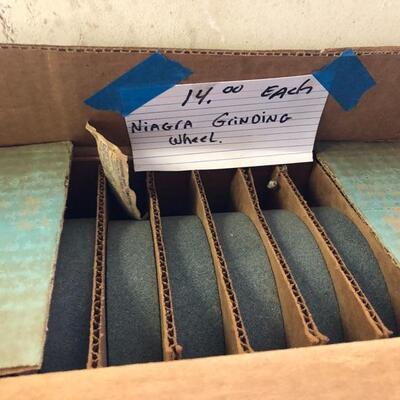 14.00 EACH
NIAGRA GRINDING
Wheel.